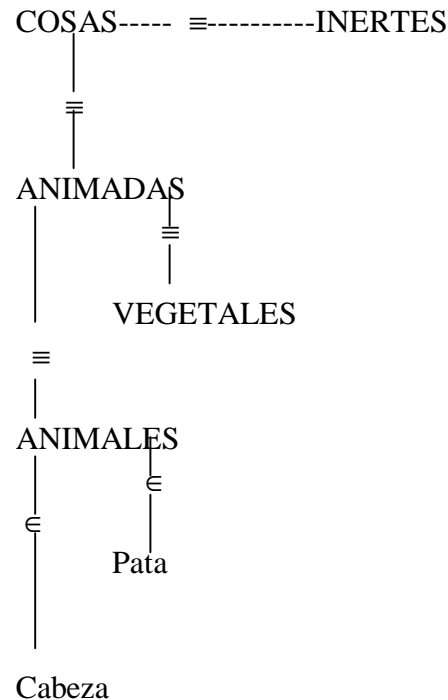 COSAS----- ≡----------INERTES
≡
ANIMADAS
≡
VEGETALES
≡
ANIMALES
∈
∈
Pata
Cabeza